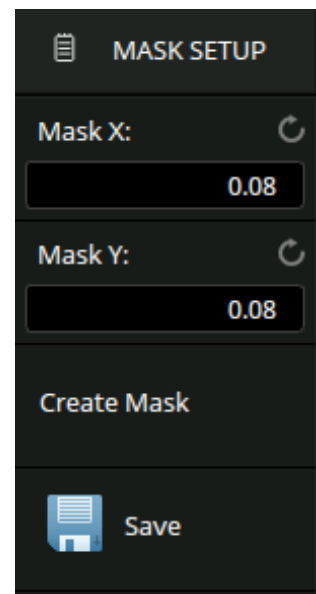 MASK SETUP
Mask X:
0.08
Mask Y:
0.08
Create Mask
Save